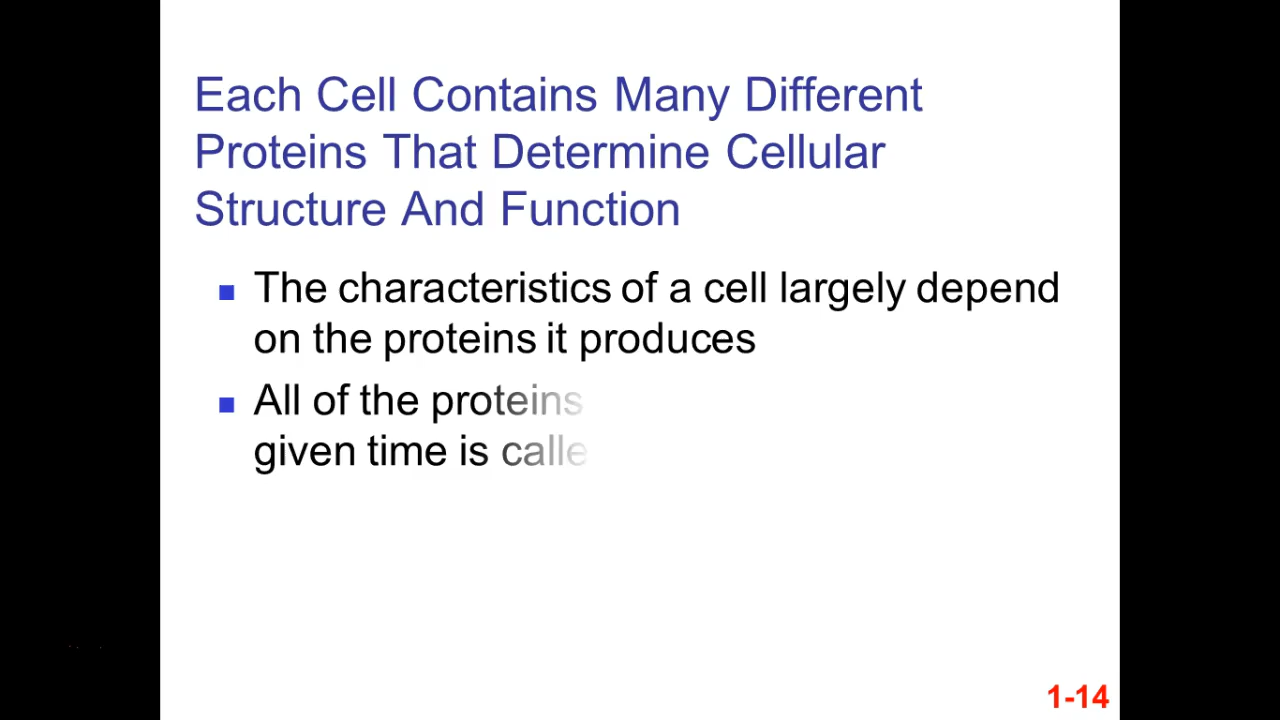 Each Cell Contains Many Different
Proteins That Determine Cellular
Structure And Function
The characteristics of a cell largely depend
on the proteins it produces
All of the proteins
given time is calle
1-14